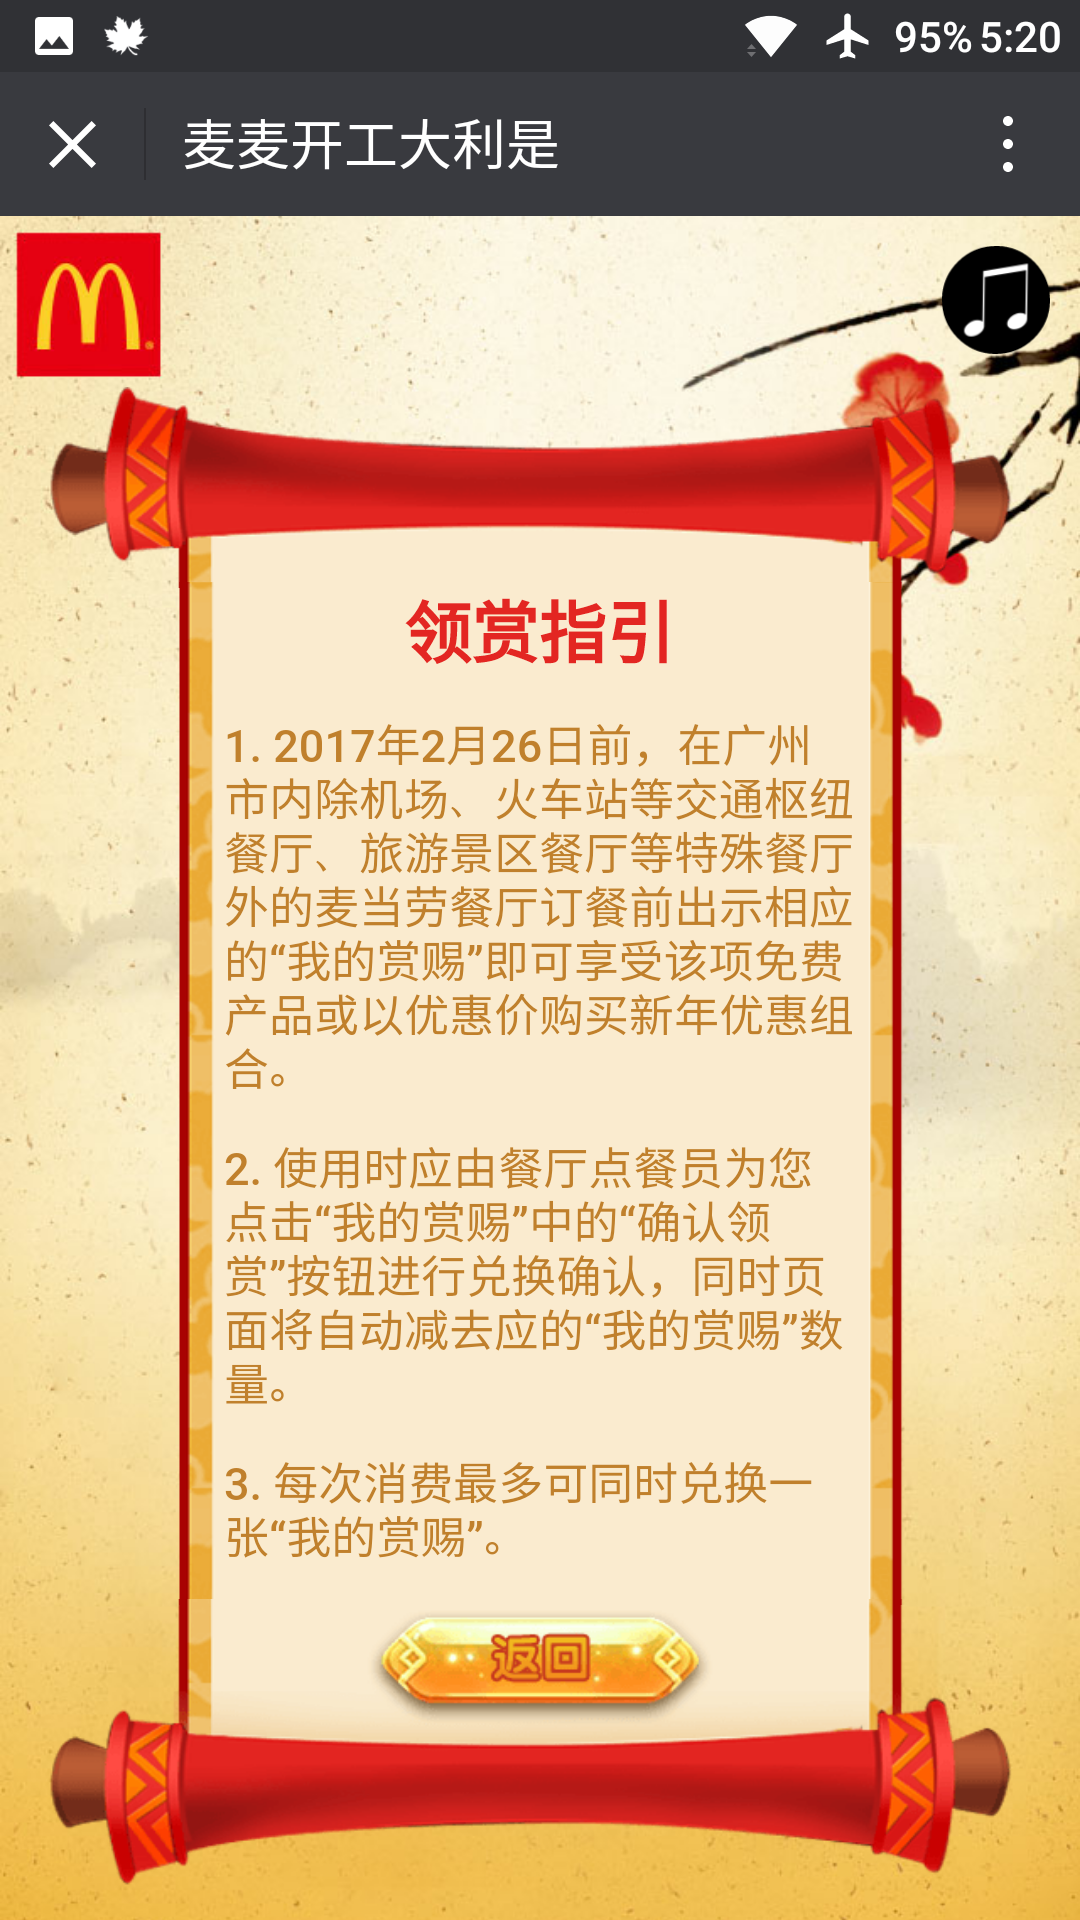 95% 5:20
麦麦开工大利是
领赏指引
1. 2017年2月26日前，在广州
市内除机场、火车站等交通枢纽
餐厅、旅游景区餐厅等特殊餐厅
外的麦当劳餐厅订餐前出示相应
的“我的赏赐”即可享受该项免费
产品或以优惠价购买新年优惠组
合。
2. 使用时应由餐厅点餐员为您
点击“我的赏赐”中的“确认领
赏”按钮进行兑换确认，同时页
面将自动减去应的“我的赏赐”数
量。
3. 每次消费最多可同时兑换一
张“我的赏赐”。
返回